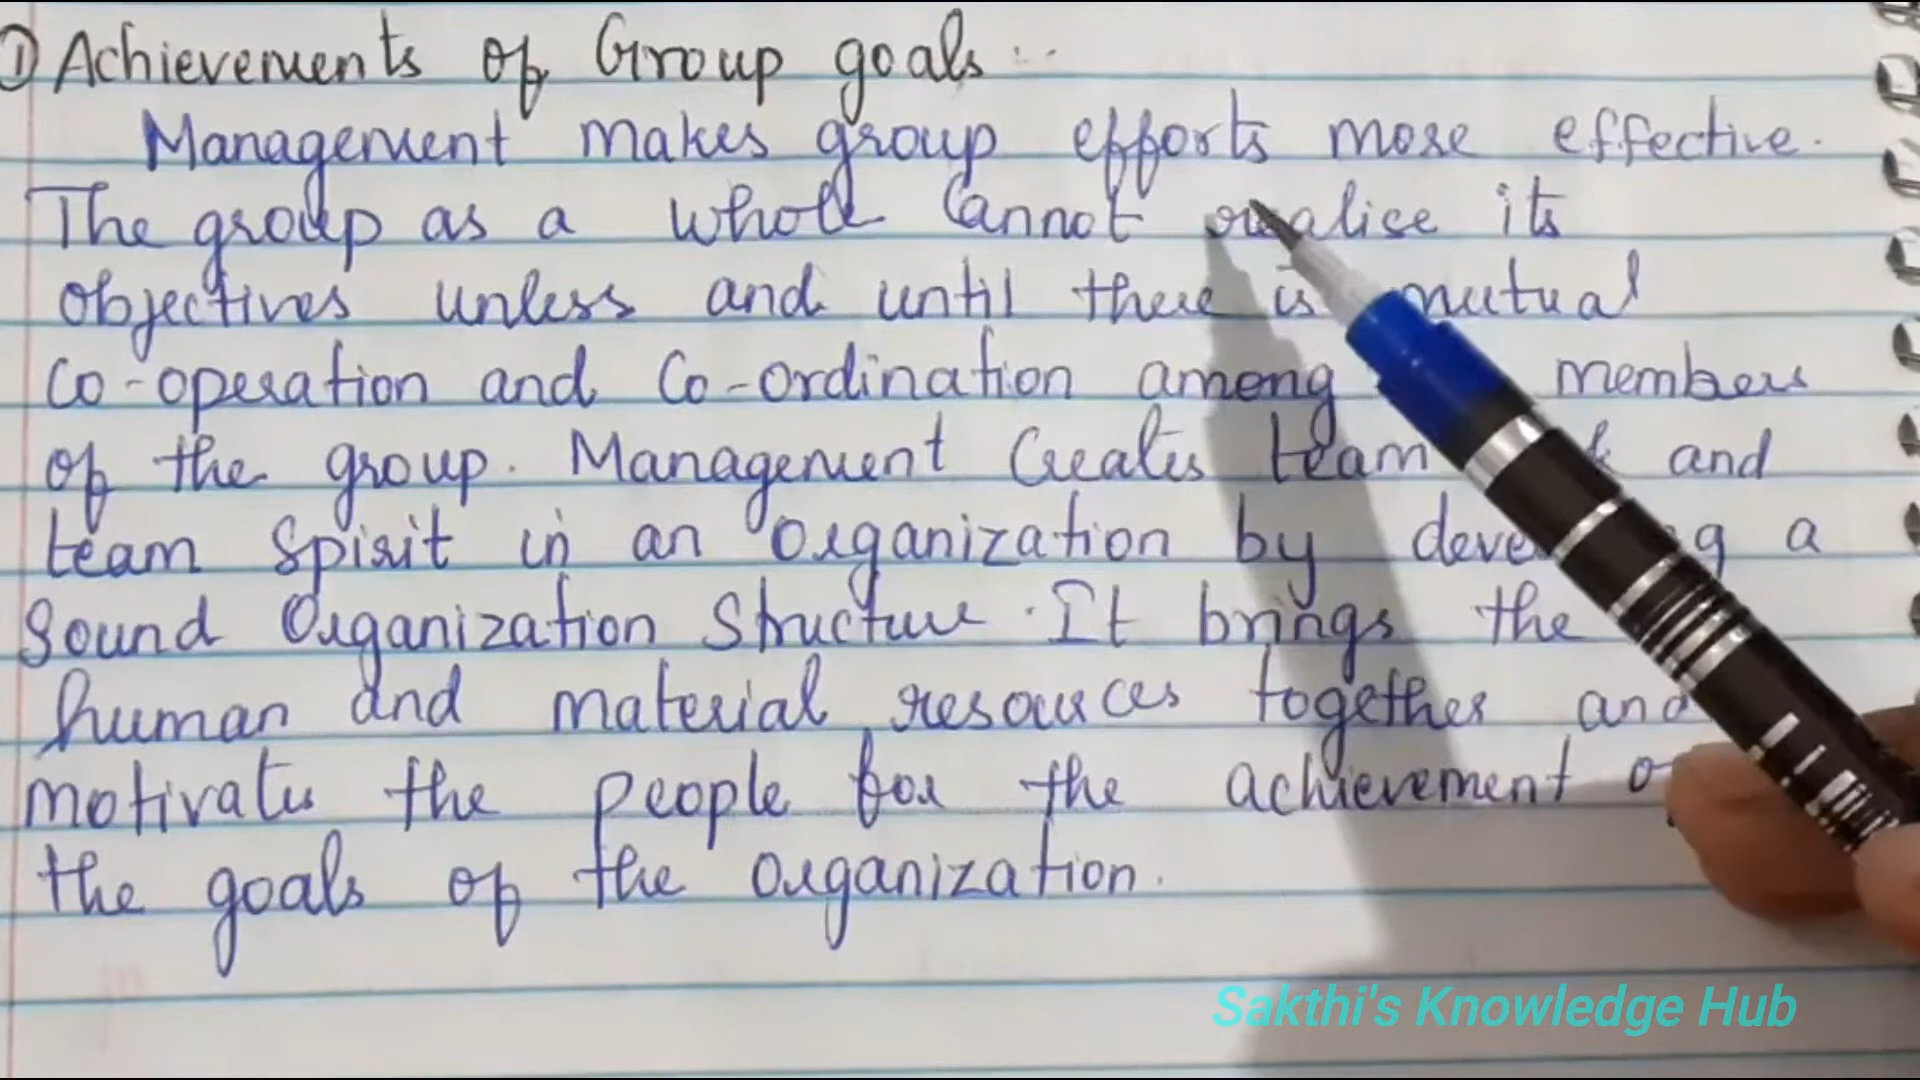 ① Achievements of Group goals :-
Management makes group efforts more effective.
The group as a whole cannot realise its
objectives unless and until there is mutual
co-operation and co-ordination among members
of the group. Management creates team and
team spirit in an organization by a
sound organization structure. It brings the
human and material resources together and
motivates the people for the achievement
the goals of the organization.
Sakthi's Knowledge Hub